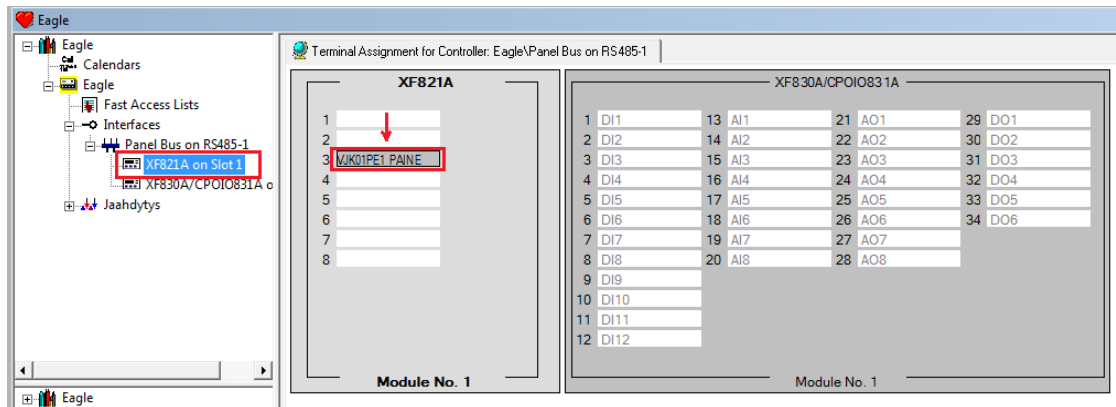 Eagle
Eagle
Calendars
Eagle
Fast Access Lists
Interfaces
Panel Bus on RS485-1
XF821A on Slot 1
XF830A/CPOIO831A o
Jaahdytys
Eagle
Terminal Assignment for Controller: Eagle\Panel Bus on RS485-1
XF821A
1
2
3 VJK01PE1 PAINE
4
5
6
7
8
Module No. 1
XF830A/CPOIO831A
1 DI1 13 AI1 21 AO1 29 DO1
2 DI2 14 AI2 22 AO2 30 DO2
3 DI3 15 AI3 23 AO3 31 DO3
4 DI4 16 AI4 24 AO4 32 DO4
5 DI5 17 AI5 25 AO5 33 DO5
6 DI6 18 AI6 26 AO6 34 DO6
7 DI7 19 AI7 27 AO7
8 DI8 20 AI8 28 AO8
9 DI9
10 DI10
11 DI11
12 DI12
Module No. 1